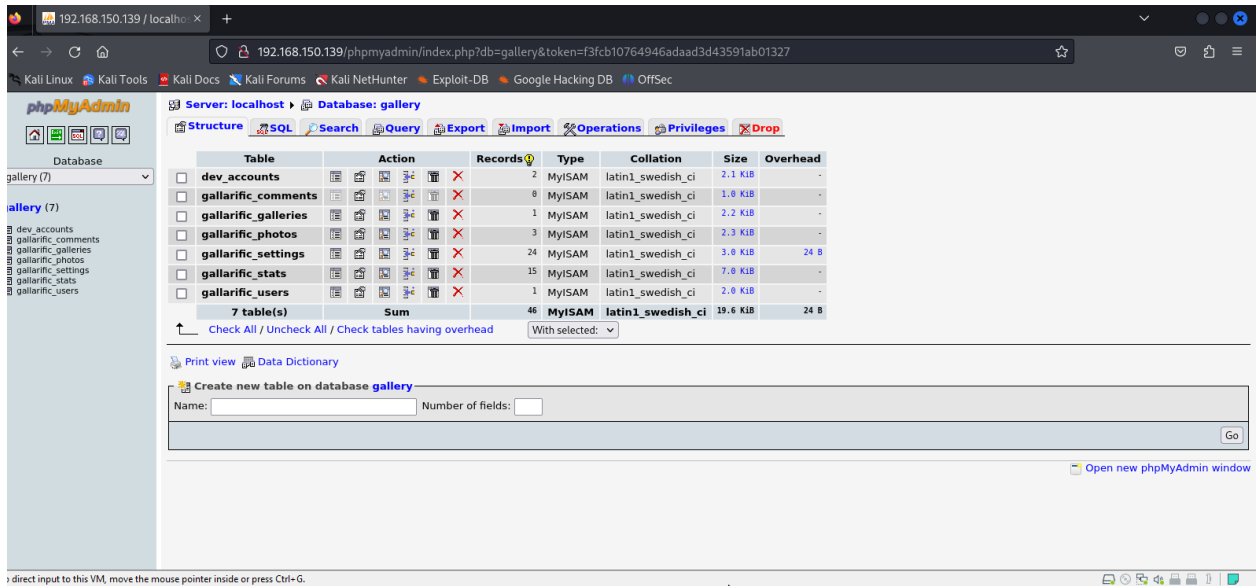 192.168.150.139 / localhos
192.168.150.139/phpmyadmin/index.php?db=gallery&token=f3fcb10764946adaad3d43591ab01327
Kali Linux Kali Tools Kali Docs Kali Forums Kali NetHunter Exploit-DB Google Hacking DB OffSec
phpMyAdmin
SQL
Database
gallery (7)
allery (7)
dev_accounts
gallarific_comments
gallarific_galleries
gallarific_photos
gallarific_settings
gallarific_stats
gallarific_users
Server: localhost Database: gallery
Structure SQL Search Query Export Import Operations Privileges Drop
Table Action Records Type Collation Size Overhead
dev_accounts 2 MyISAM latin1_swedish_ci 2.1 KiB -
gallarific_comments 0 MyISAM latin1_swedish_ci 1.0 KiB -
gallarific_galleries 1 MyISAM latin1_swedish_ci 2.2 KiB -
gallarific_photos 3 MyISAM latin1_swedish_ci 2.3 KiB -
gallarific_settings 24 MyISAM latin1_swedish_ci 3.0 KiB 24 B
gallarific_stats 15 MyISAM latin1_swedish_ci 7.0 KiB -
gallarific_users 1 MyISAM latin1_swedish_ci 2.0 KiB -
7 table(s) Sum 46 MyISAM latin1_swedish_ci 19.6 KiB 24 B
Check All / Uncheck All / Check tables having overhead With selected:
Print view Data Dictionary
Create new table on database gallery
Name: Number of fields:
Go
Open new phpMyAdmin window
direct input to this VM, move the mouse pointer inside or press Ctrl+G.